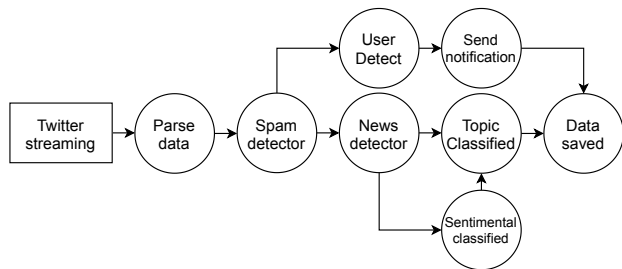 User
Detect
Send
notification
Twitter
streaming
Parse
data
Spam
detector
News
detector
Topic
Classified
Data
saved
Sentimental
classified